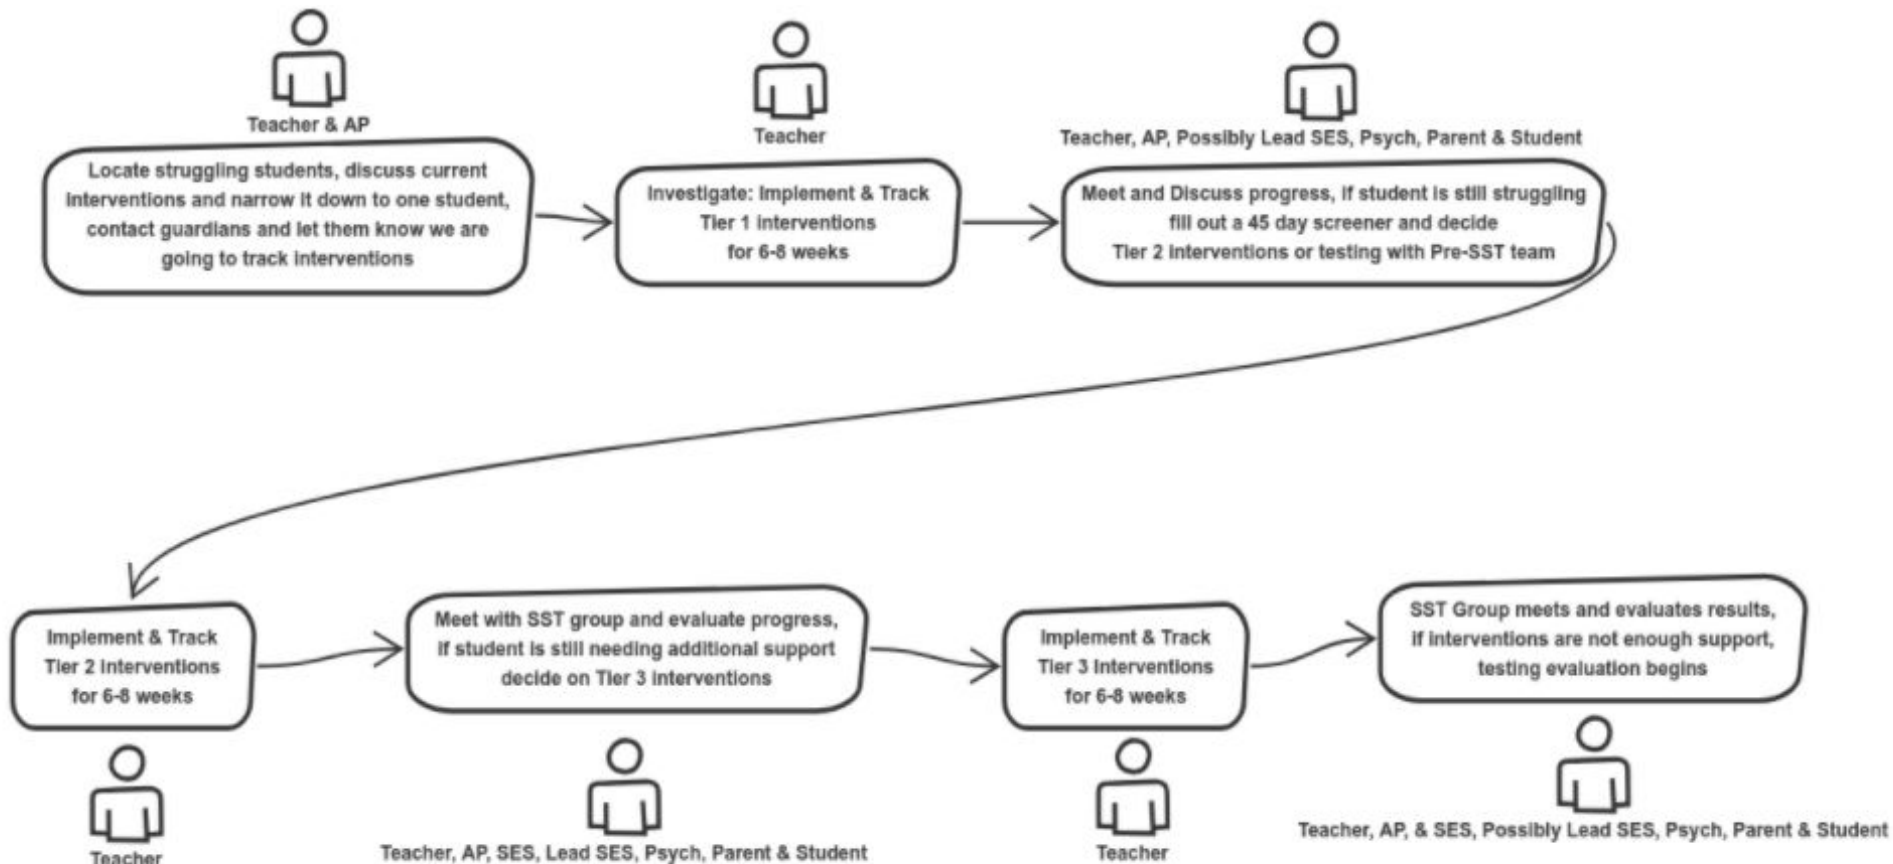 Teacher & AP
Locate struggling students, discuss current
interventions and narrow it down to one student,
contact guardians and let them know we are
going to track interventions
Teacher
Investigate: Implement & Track
Tier 1 interventions
for 6-8 weeks
Teacher, AP, Possibly Lead SES, Psych, Parent & Student
Meet and Discuss progress, if student is still struggling
fill out a 45 day screener and decide
Tier 2 interventions or testing with Pre-SST team
Implement & Track
Tier 2 interventions
for 6-8 weeks
Teacher
Meet with SST group and evaluate progress,
if student is still needing additional support
decide on Tier 3 interventions
Teacher, AP, SES, Lead SES, Psych, Parent & Student
Implement & Track
Tier 3 Interventions
for 6-8 weeks
Teacher
SST Group meets and evaluates results,
if interventions are not enough support,
testing evaluation begins
Teacher, AP, & SES, Possibly Lead SES, Psych, Parent & Student